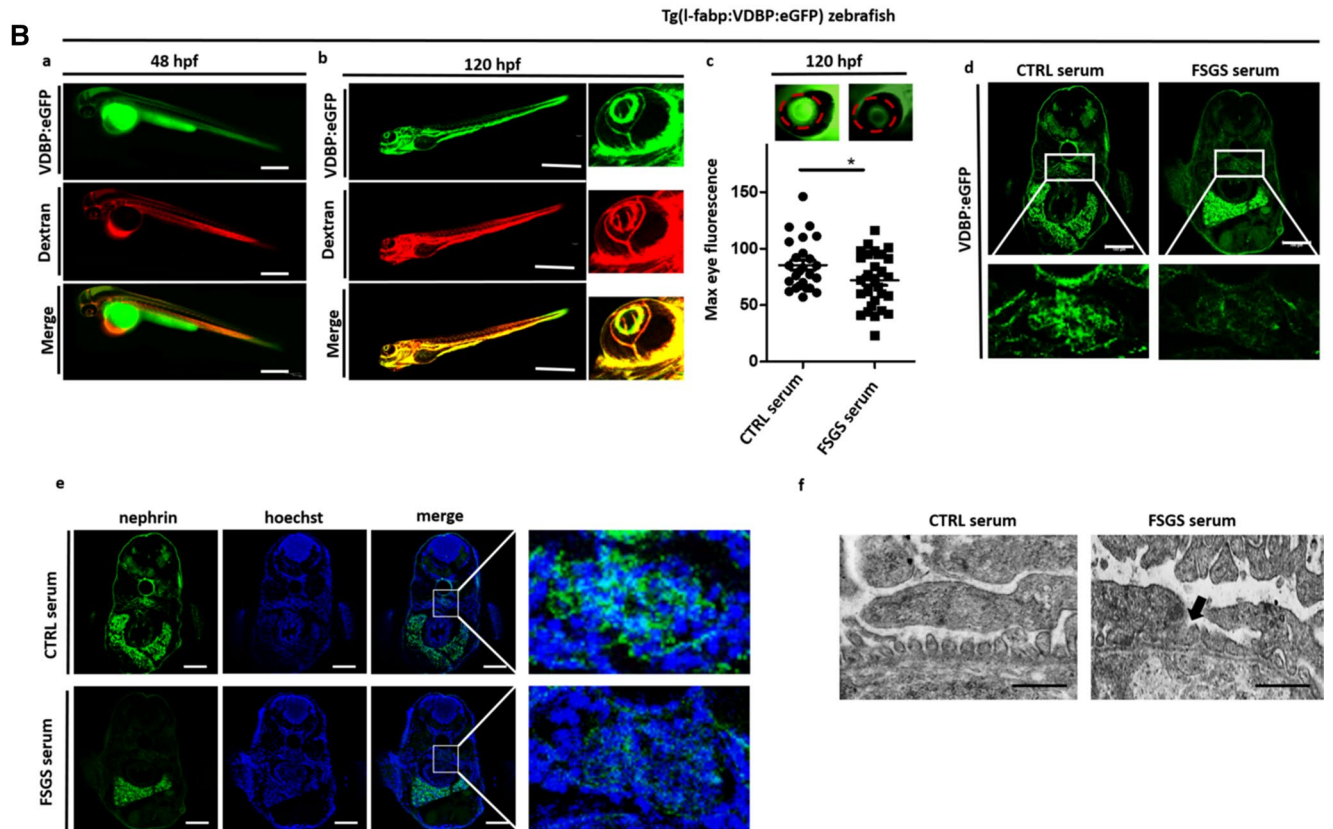 Tg(l-fabp:VDBP:eGFP) zebrafish
B
a
48 hpf
b
120 hpf
c
120 hpf
d
CTRL serum
FSGS serum
VDBP:eGFP
Dextran
Merge
VDBP:eGFP
Dextran
Merge
*
Max eye fluorescence
150
100
50
0
CTRL serum
FSGS serum
VDBP:eGFP
e
nephrin
hoechst
merge
CTRL serum
FSGS serum
f
CTRL serum
FSGS serum